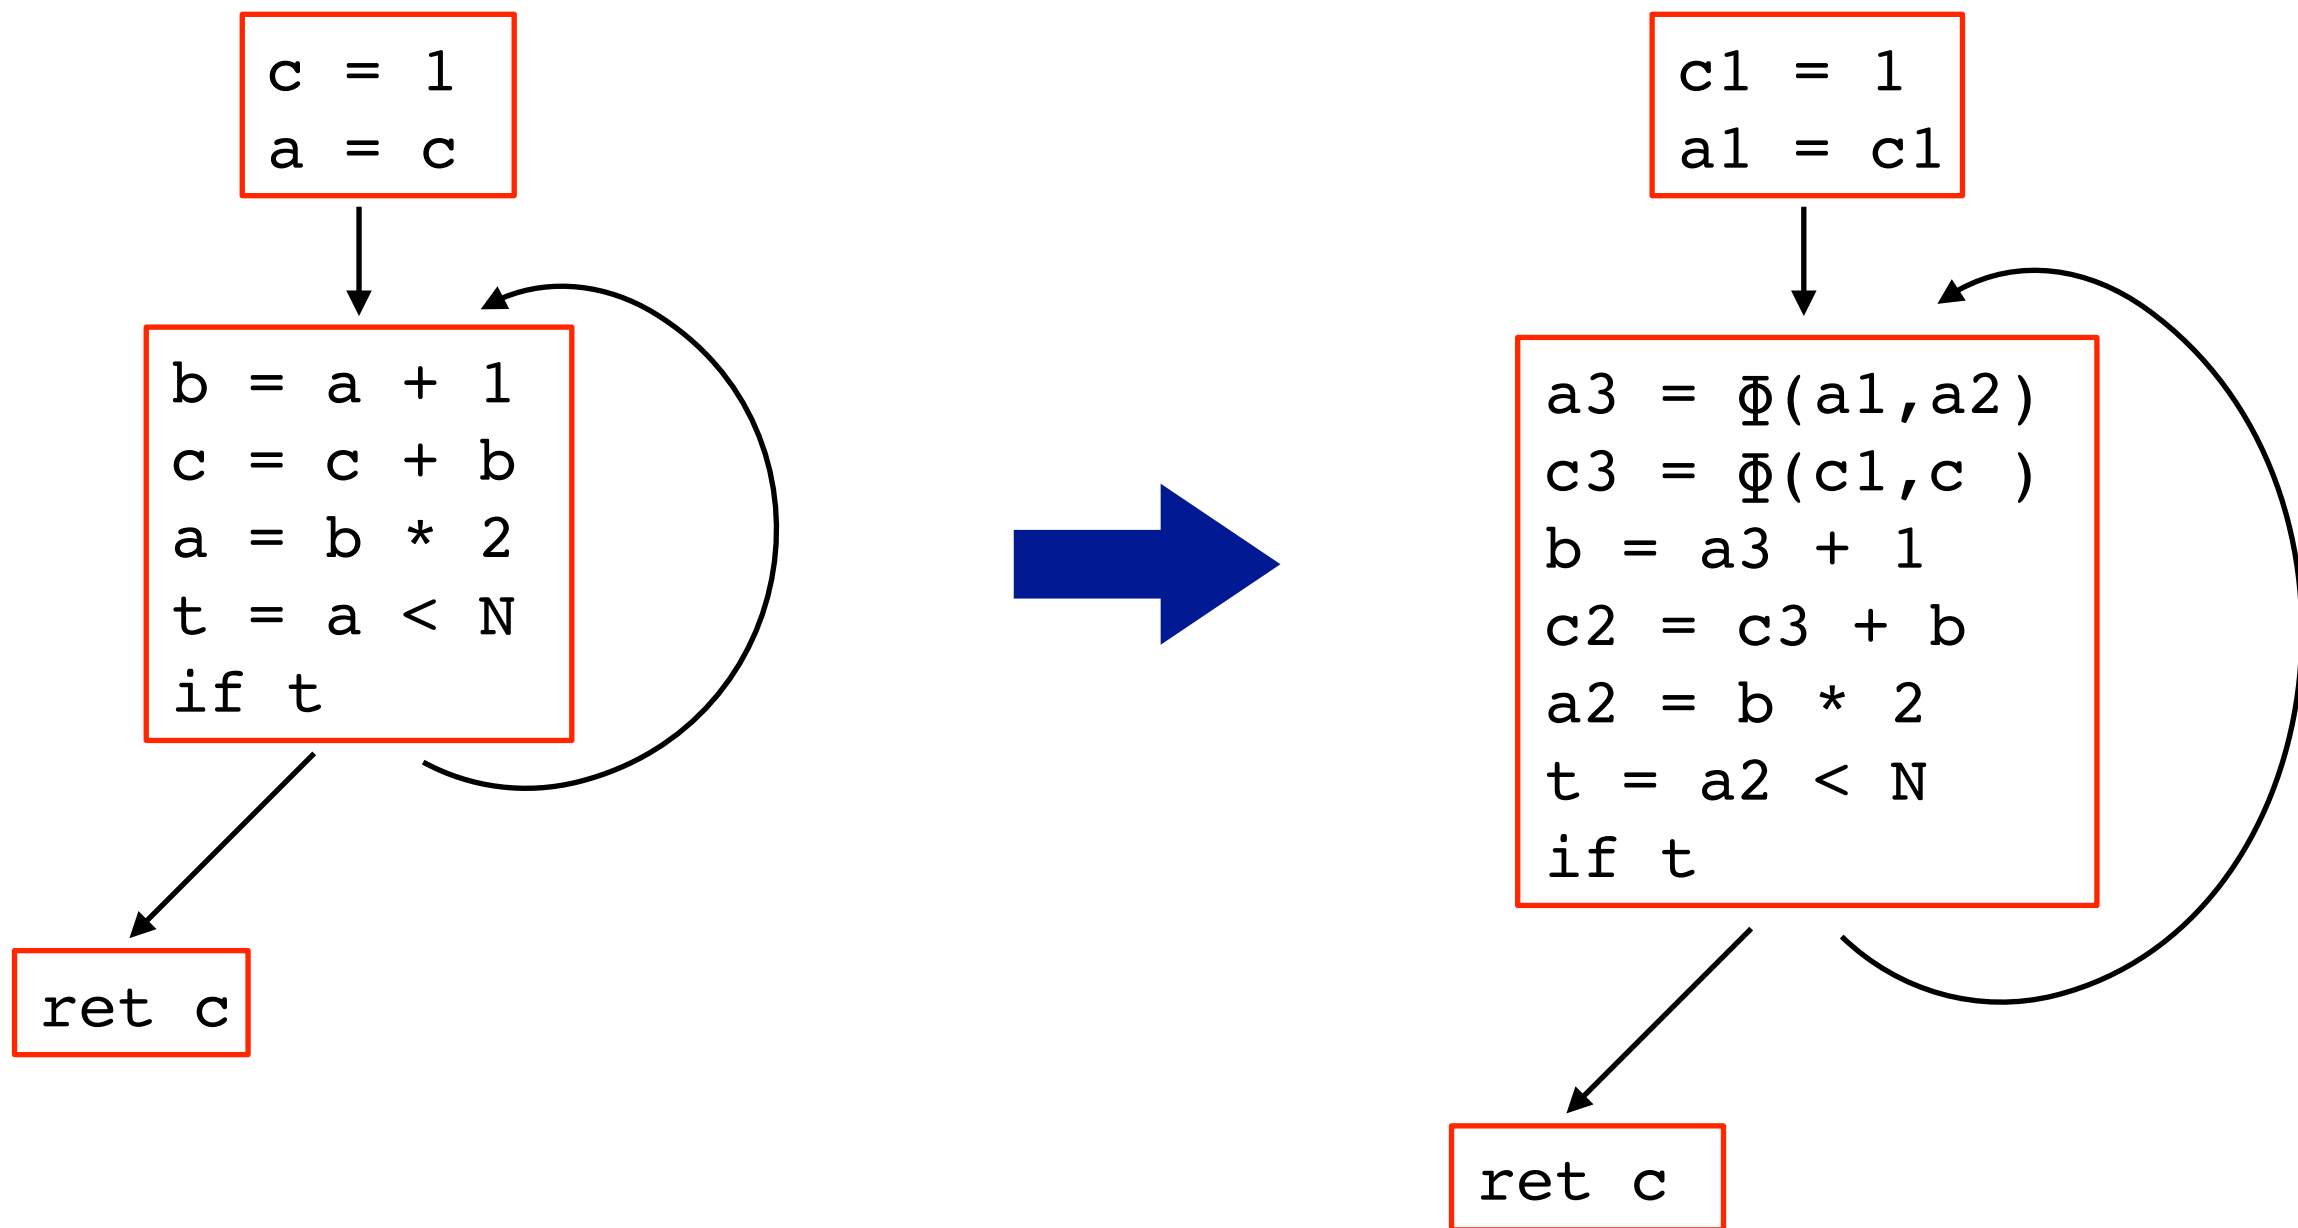 c = 1
a = c
b = a + 1
c = c + b
a = b * 2
t = a < N
if t
ret c
c1 = 1
a1 = c1
a3 = Φ(a1,a2)
c3 = Φ(c1,c )
b = a3 + 1
c2 = c3 + b
a2 = b * 2
t = a2 < N
if t
ret c